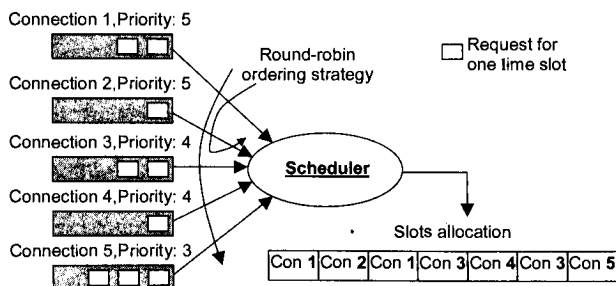 Connection 1,Priority: 5
Connection 2,Priority: 5
Connection 3,Priority: 4
Connection 4,Priority: 4
Connection 5,Priority: 3
Round-robin
ordering strategy
Request for
one time slot
Scheduler
Slots allocation
Con 1 Con 2 Con 1 Con 3 Con 4 Con 3 Con 5